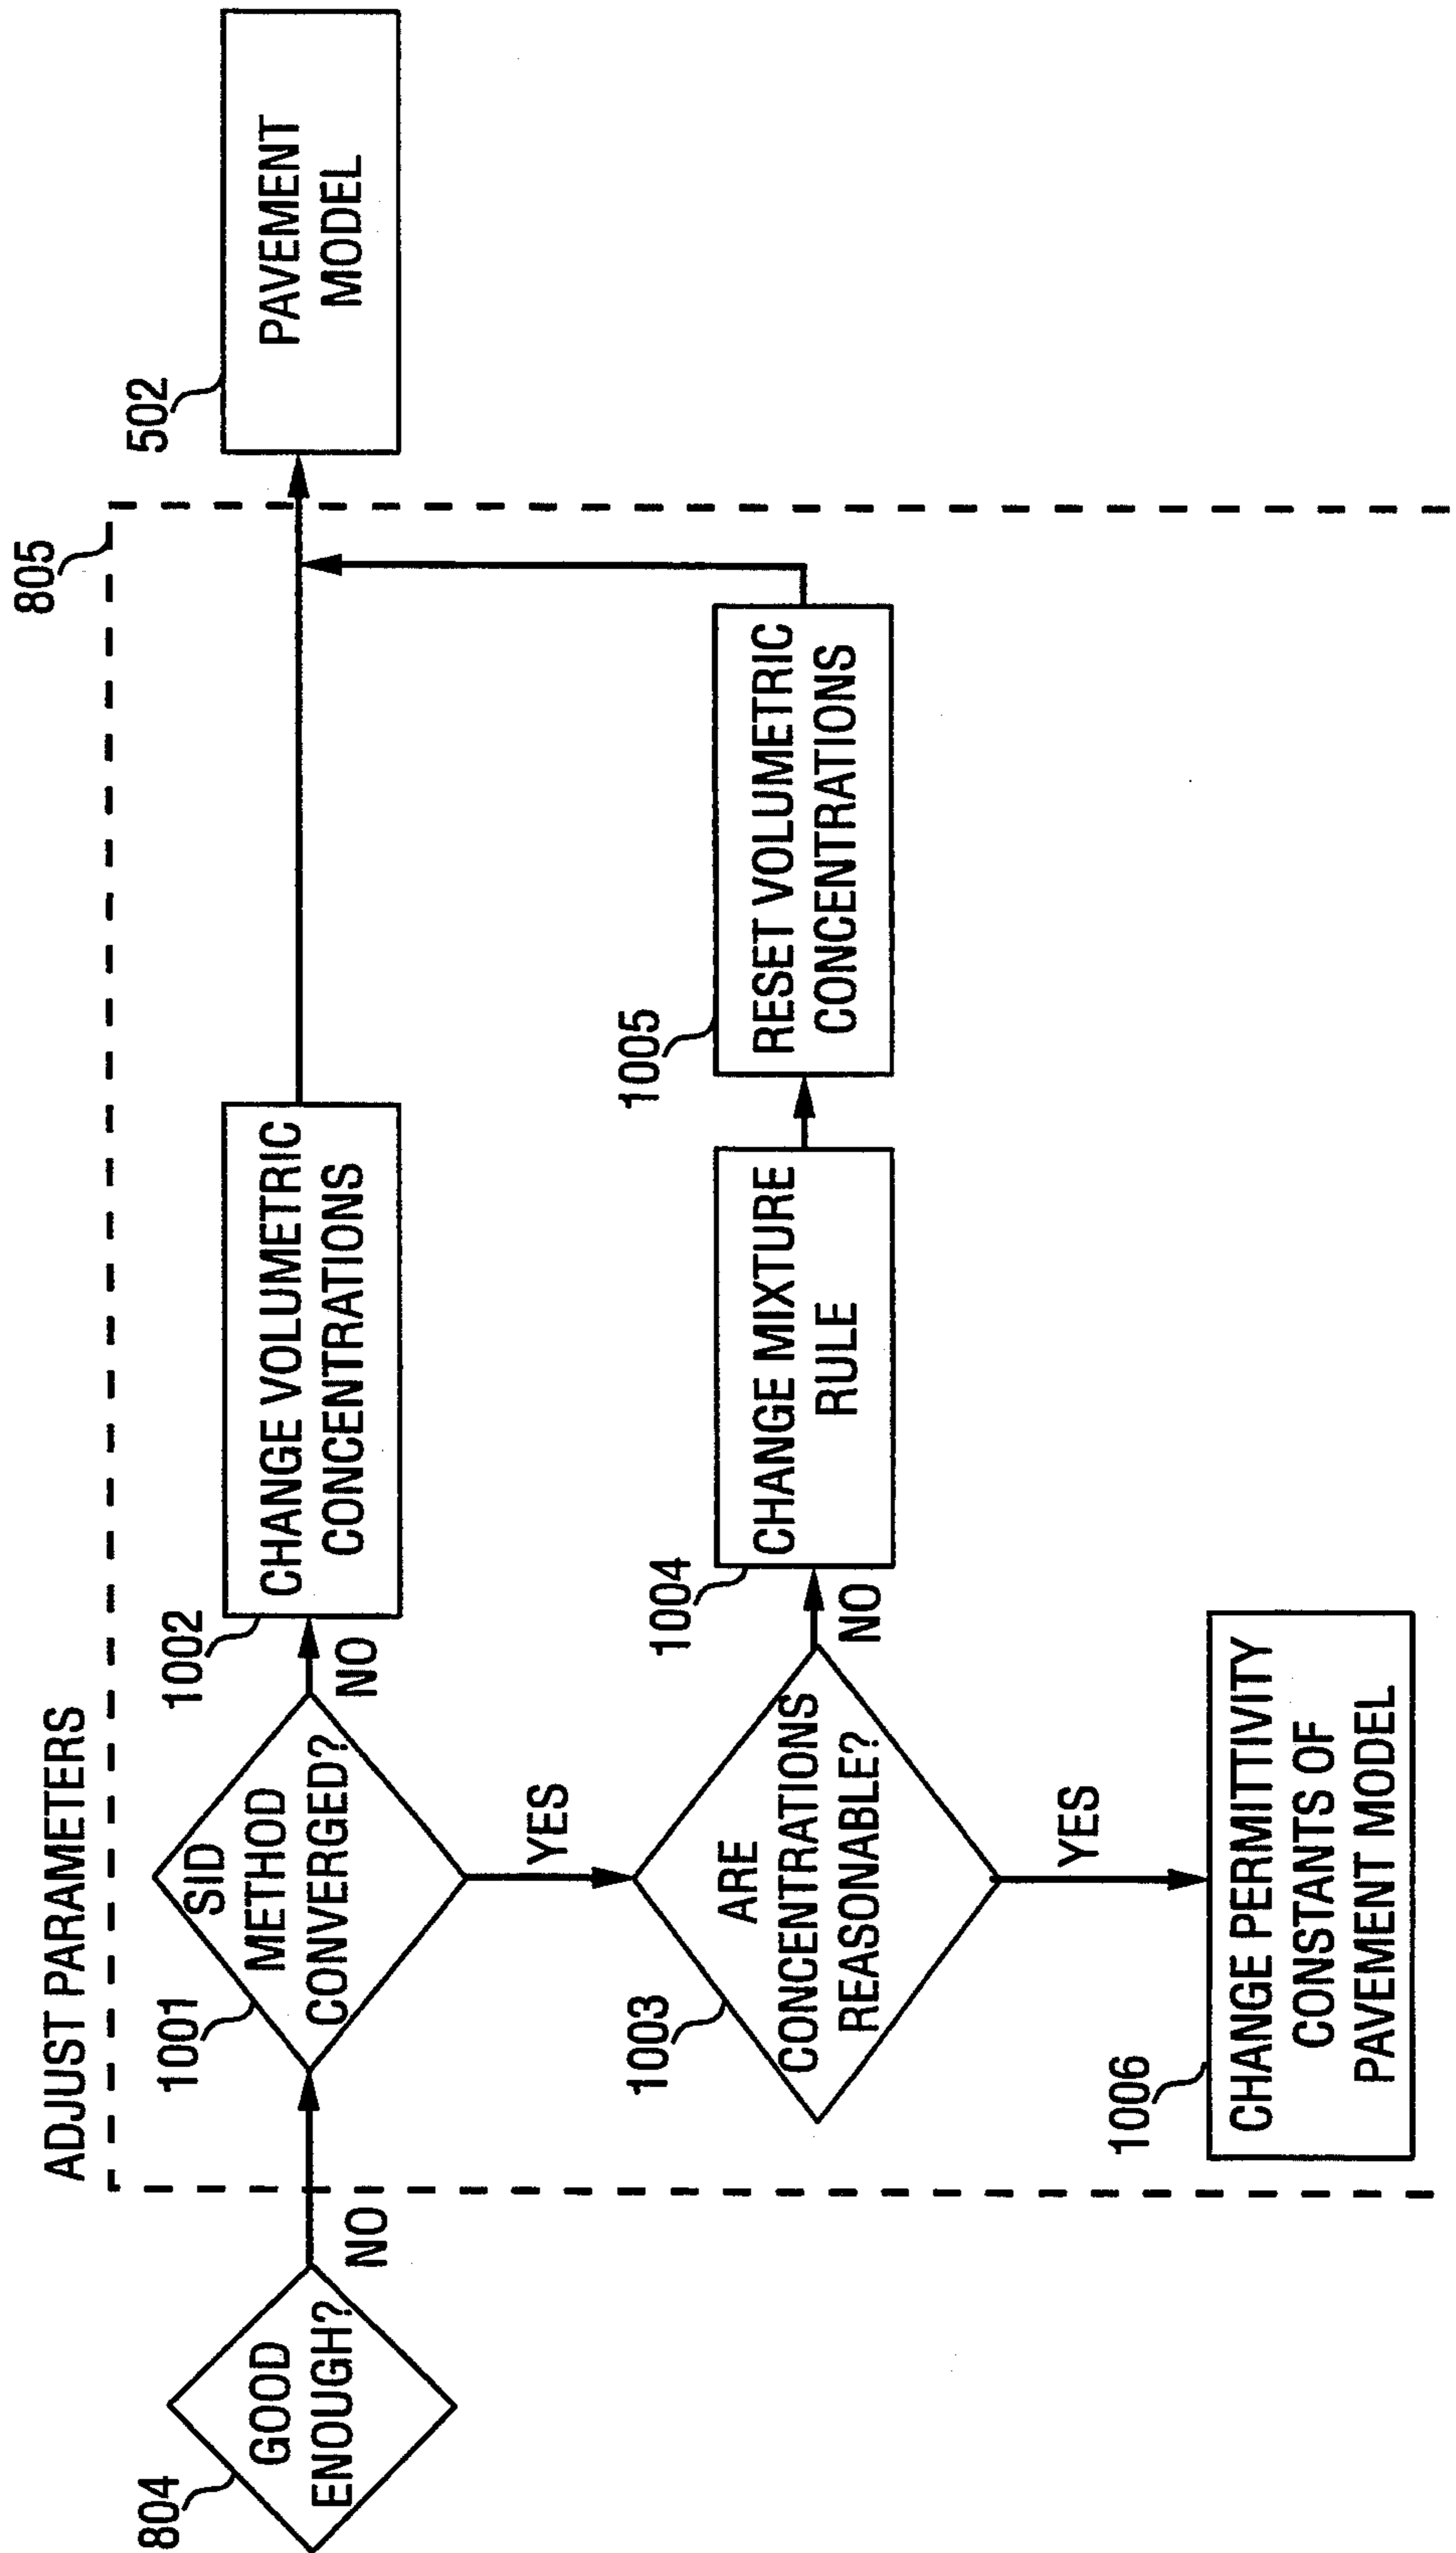 ADJUST PARAMETERS
805
804
GOOD
ENOUGH?
NO
1001
SID
METHOD
CONVERGED?
NO
YES
1002
CHANGE VOLUMETRIC
CONCENTRATIONS
502
PAVEMENT
MODEL
1003
ARE
CONCENTRATIONS
REASONABLE?
NO
YES
1004
CHANGE MIXTURE
RULE
1005
RESET VOLUMETRIC
CONCENTRATIONS
1006
CHANGE PERMITTIVITY
CONSTANTS OF
PAVEMENT MODEL